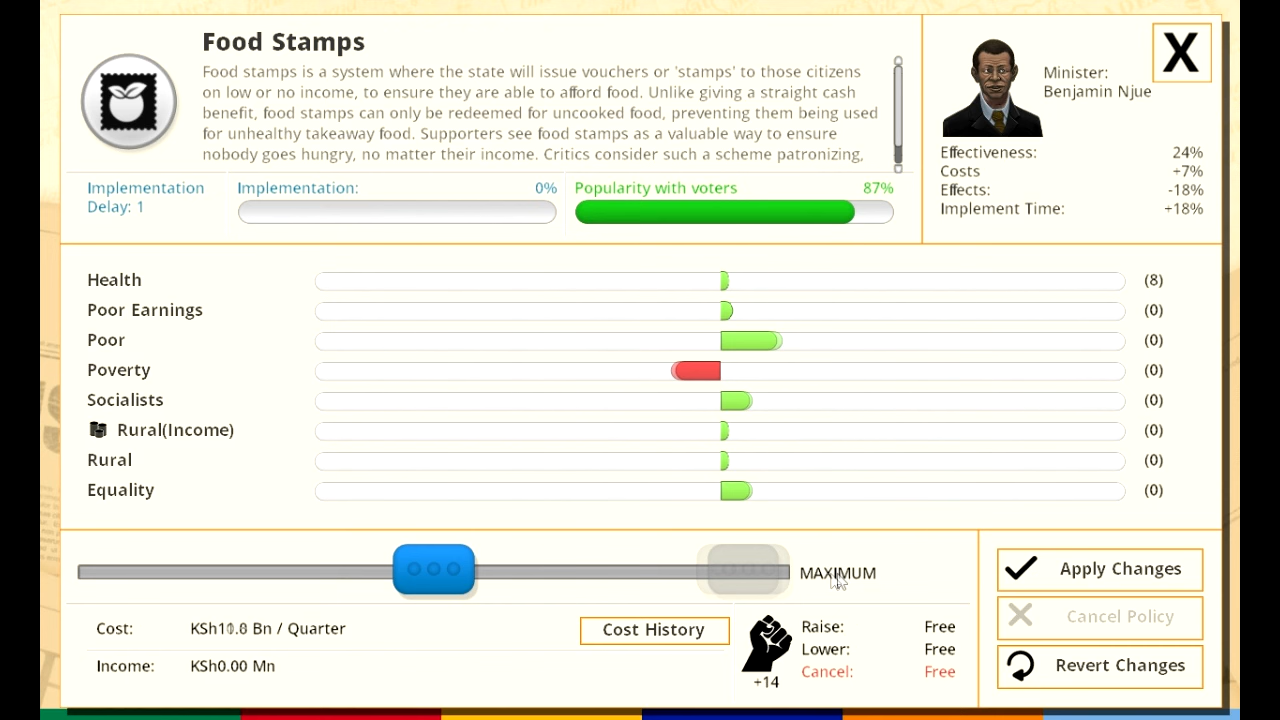 Food Stamps
Food stamps is a system where the state will issue vouchers or 'stamps' to those citizens
on low or no income, to ensure they are able to afford food. Unlike giving a straight cash
benefit, food stamps can only be redeemed for uncooked food, preventing them being used
for unhealthy takeaway food. Supporters see food stamps as a valuable way to ensure
nobody goes hungry, no matter their income. Critics consider such a scheme patronizing,
Implementation
Delay: 1
Implementation: 0%
Popularity with voters 87%
X
Minister:
Benjamin Njue
Effectiveness: 24%
Costs +7%
Effects: -18%
Implement Time: +18%
Health (8)
Poor Earnings (0)
Poor (0)
Poverty (0)
Socialists (0)
Rural(Income) (0)
Rural (0)
Equality (0)
MAXIMUM
Cost: KSh10.8 Bn / Quarter
Income: KSh0.00 Mn
Cost History
+14
Raise: Free
Lower: Free
Cancel: Free
Apply Changes
Cancel Policy
Revert Changes